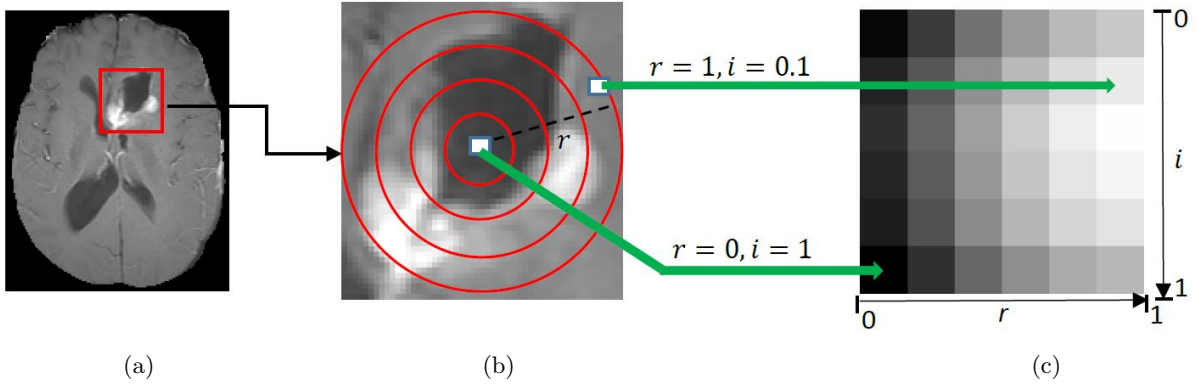 r = 1, i = 0.1
r
r = 0, i = 1
0
i
1
0
r
1
(a)
(b)
(c)